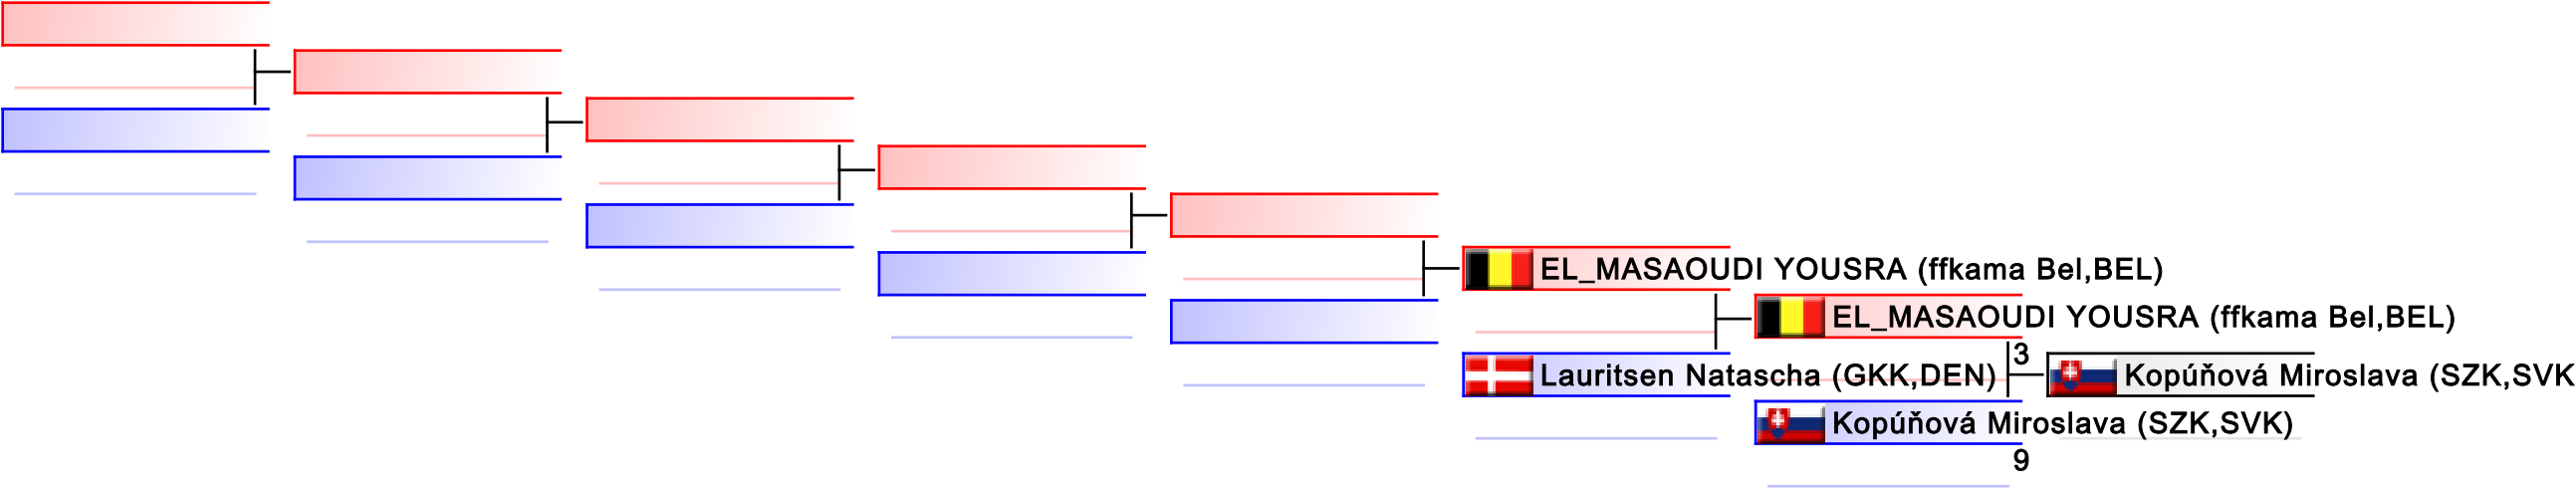 EL_MASAOUDI YOUSRA (ffkama Bel,BEL)
EL_MASAOUDI YOUSRA (ffkama Bel,BEL)
3
Lauritsen Natascha (GKK,DEN)
Kopúňová Miroslava (SZK,SVK
Kopúňová Miroslava (SZK,SVK)
9